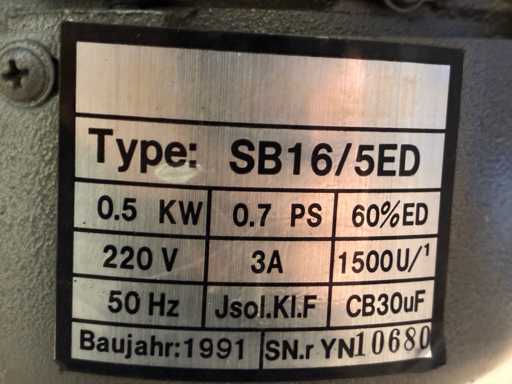 Type: SB16/5ED
0.5 KW 0.7 PS 60%ED
220 V 3A 1500U/¹
50 Hz Jsol.Kl.F CB30uF
Baujahr:1991 SN.r YN10680